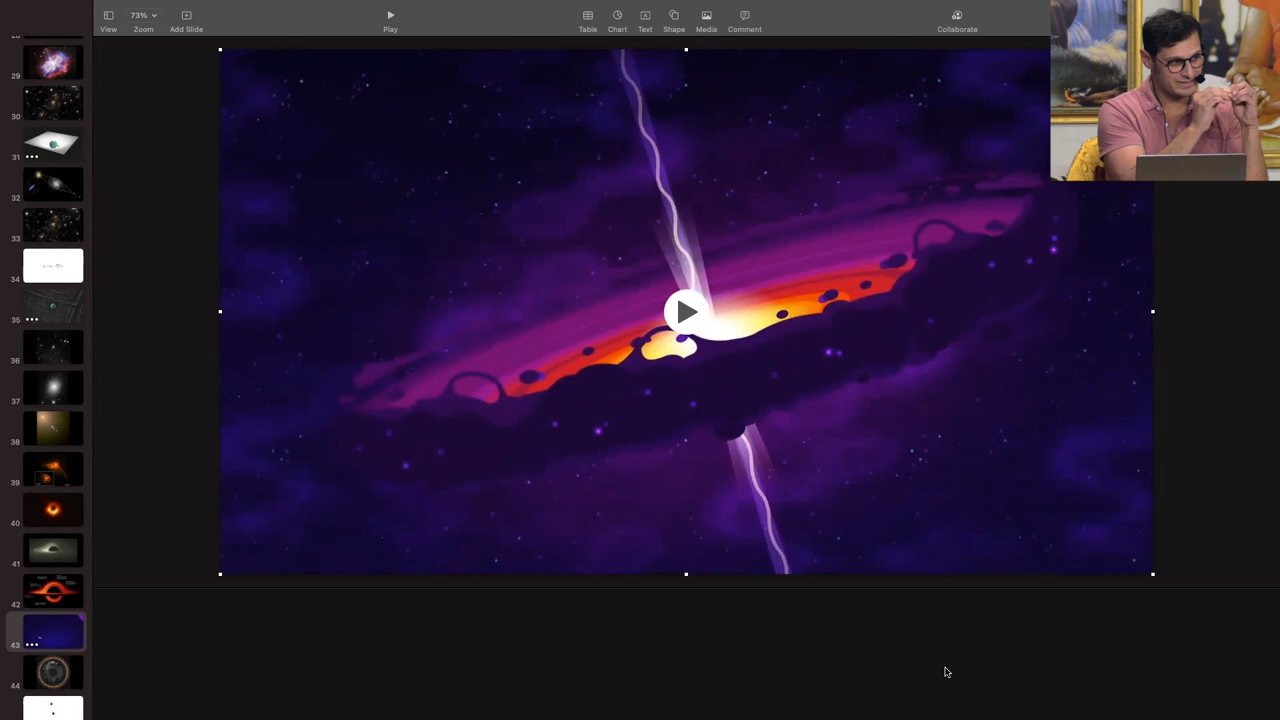 73%
View
Zoom
Add Slide
Play
Table
Chart
Text
Shape
Media
Comment
Collaborate
29
30
31
32
33
34
35
36
37
38
39
40
41
42
43
44